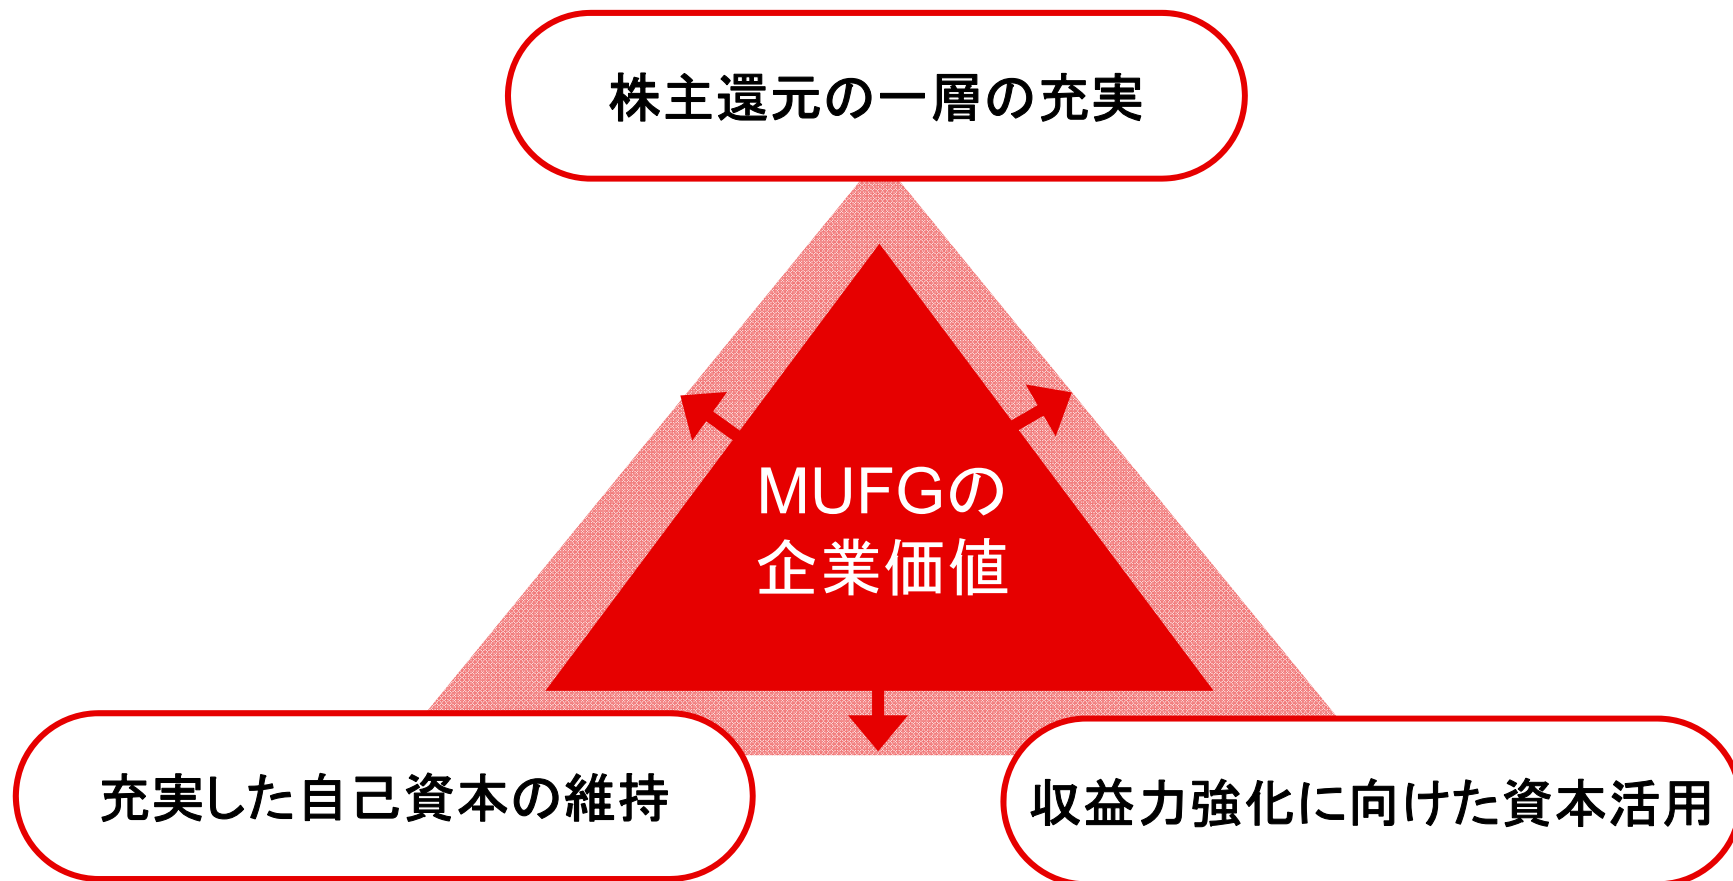 株主還元の一層の充実
MUFGの
企業価値
充実した自己資本の維持
収益力強化に向けた資本活用